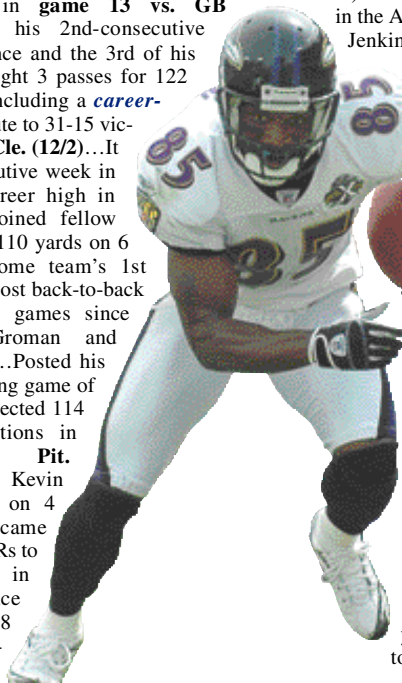 in game 13 vs. GB
his 2nd-consecutive
nce and the 3rd of his
ght 3 passes for 122
ncluding a career-
ute to 31-15 vic-
Cle. (12/2)…It
utive week in
reer high in
oined fellow
110 yards on 6
ome team's 1st
ost back-to-back
games since
Groman and
…Posted his
ng game of
ected 114
tions in
Pit.
Kevin
on 4
came
Rs to
in
ce
8
in the A
Jenkin
to
85
85
85
RAVENS